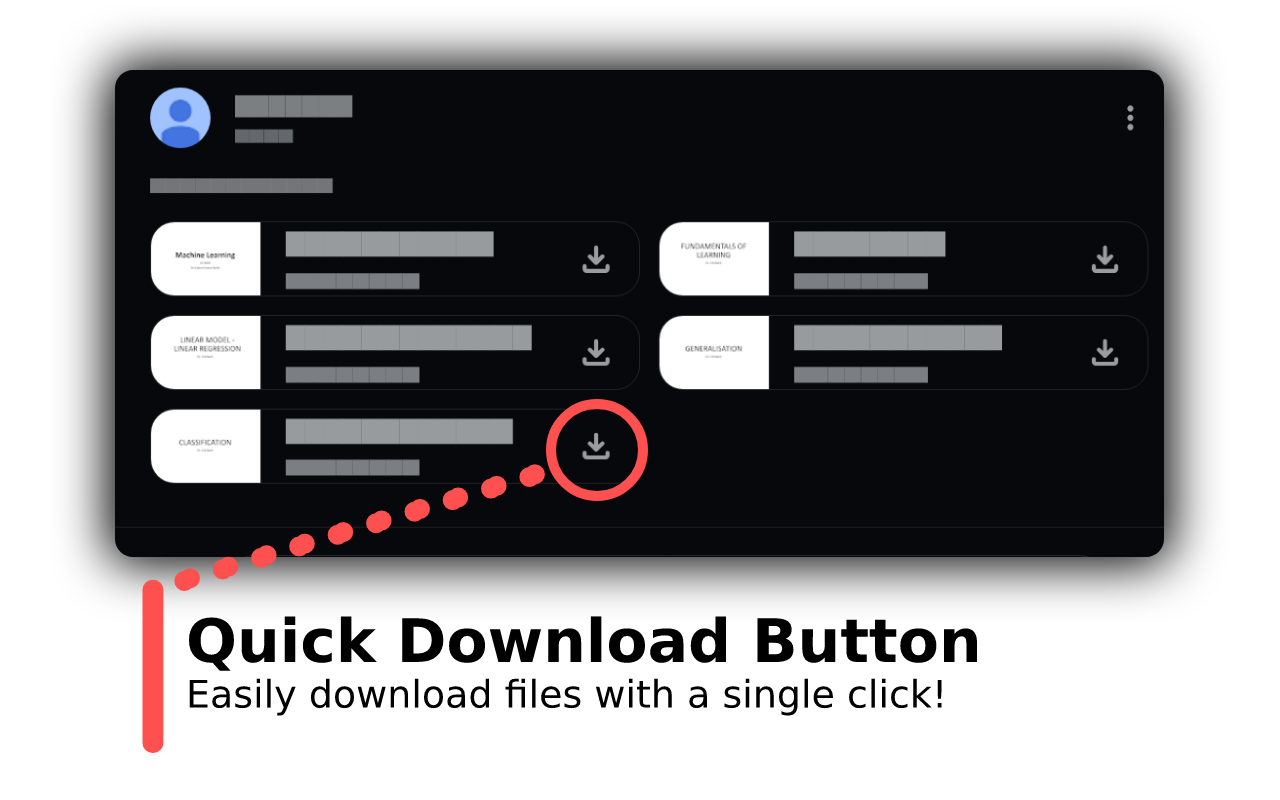 Machine Learning
FUNDAMENTALS OF
LEARNING
LINEAR MODEL -
LINEAR REGRESSION
GENERALISATION
CLASSIFICATION
Quick Download Button
Easily download files with a single click!